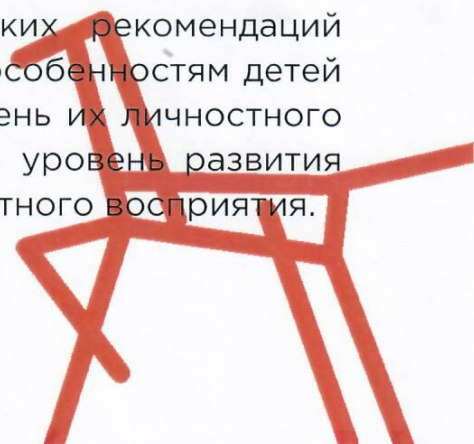 ких рекомендаций
особенностям детей
ень их личностного
уровень развития
тного восприятия.